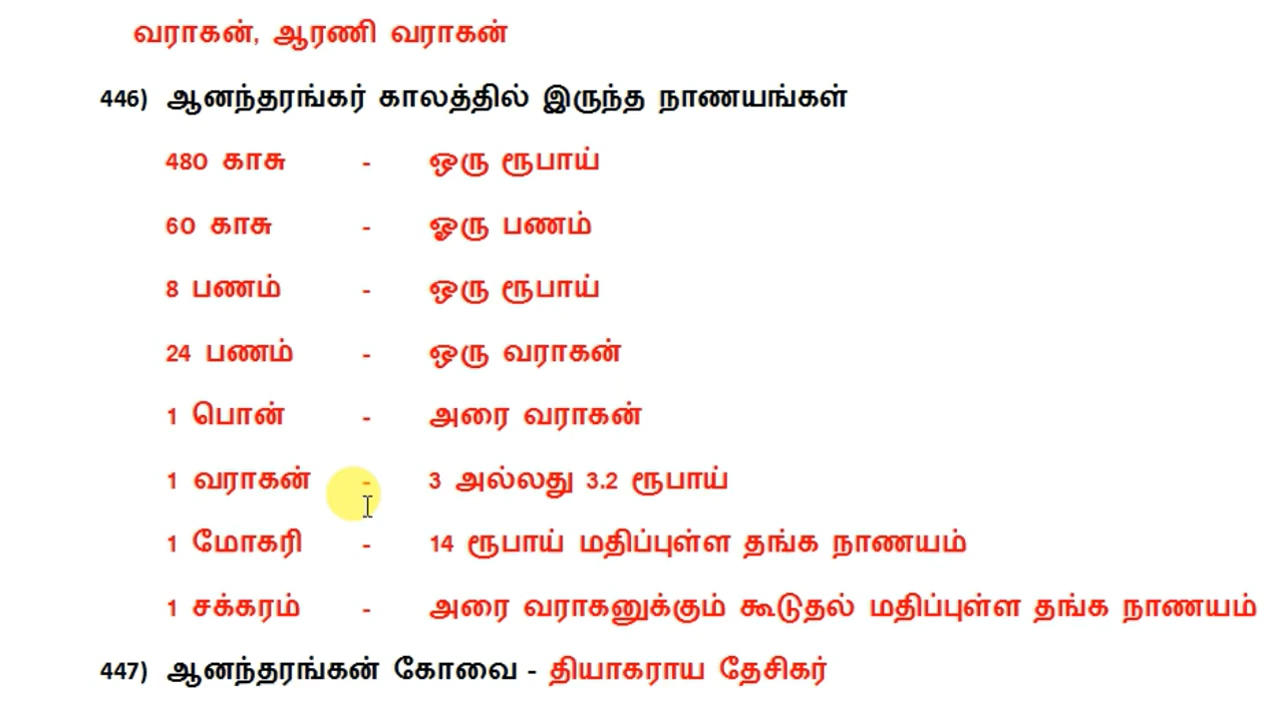 வராகன், ஆரணி வராகன்
446) ஆனந்தரங்கர் காலத்தில் இருந்த நாணயங்கள்
480 காசு - ஒரு ரூபாய்
60 காசு - ஓரு பணம்
8 பணம் - ஒரு ரூபாய்
24 பணம் - ஒரு வராகன்
1 பொன் - அரை வராகன்
1 வராகன் - 3 அல்லது 3.2 ரூபாய்
1 மோகரி - 14 ரூபாய் மதிப்புள்ள தங்க நாணயம்
1 சக்கரம் - அரை வராகனுக்கும் கூடுதல் மதிப்புள்ள தங்க நாணயம்
447) ஆனந்தரங்கன் கோவை - தியாகராய தேசிகர்